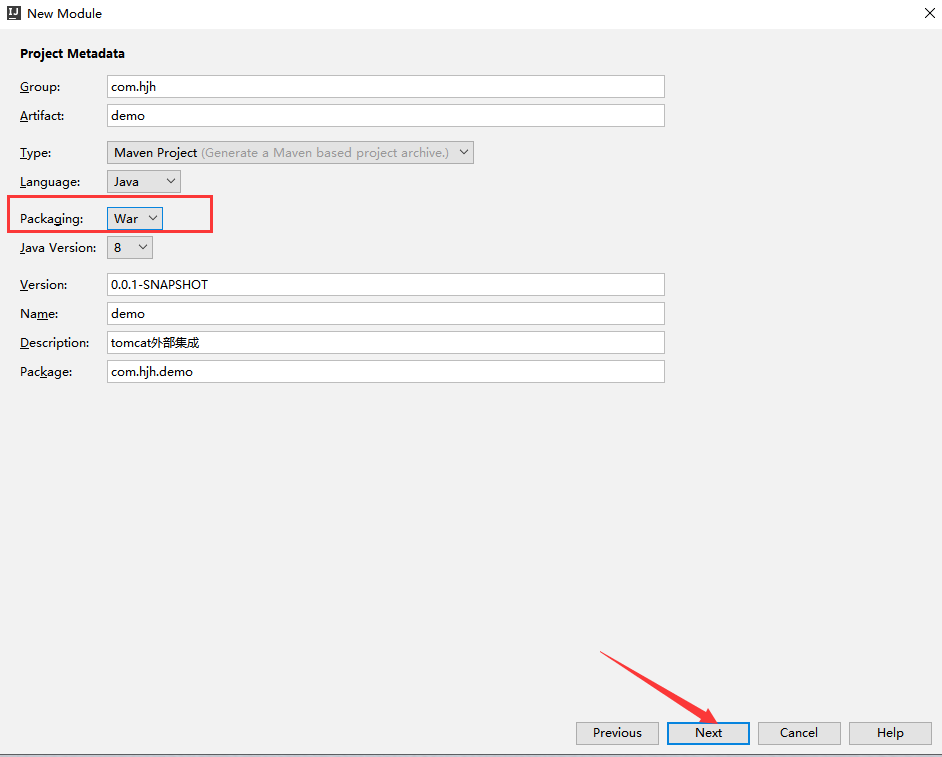 New Module
Project Metadata
Group: com.hjh
Artifact: demo
Type: Maven Project (Generate a Maven based project archive.)
Language: Java
Packaging: War
Java Version: 8
Version: 0.0.1-SNAPSHOT
Name: demo
Description: tomcat外部集成
Package: com.hjh.demo
Previous Next Cancel Help